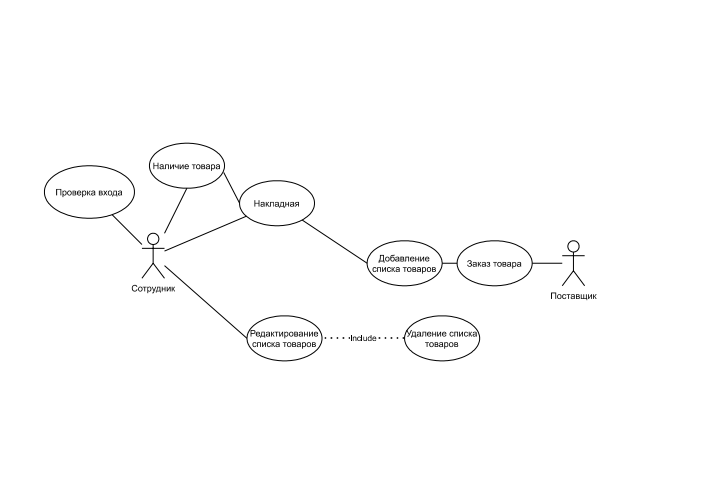 Наличие товара
Проверка входа
Накладная
Добавление
списка товаров
Заказ товара
Сотрудник
Поставщик
Редактирование
списка товаров
Include
Удаление списка
товаров